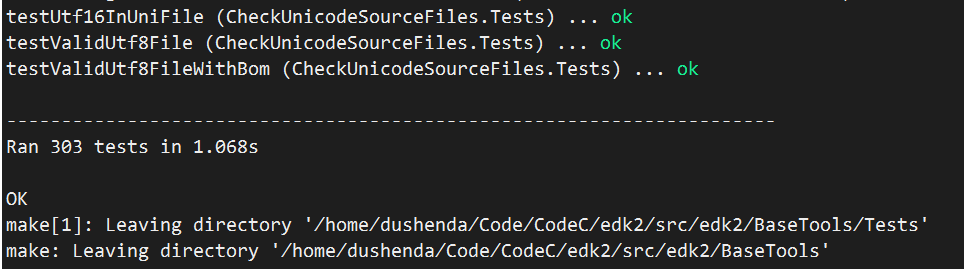 testUtf16InUniFile (CheckUnicodeSourceFiles.Tests) ... ok
testValidUtf8File (CheckUnicodeSourceFiles.Tests) ... ok
testValidUtf8FileWithBom (CheckUnicodeSourceFiles.Tests) ... ok
----------------------------------------------------------------------
Ran 303 tests in 1.068s
OK
make[1]: Leaving directory '/home/dushenda/Code/CodeC/edk2/src/edk2/BaseTools/Tests'
make: Leaving directory '/home/dushenda/Code/CodeC/edk2/src/edk2/BaseTools'